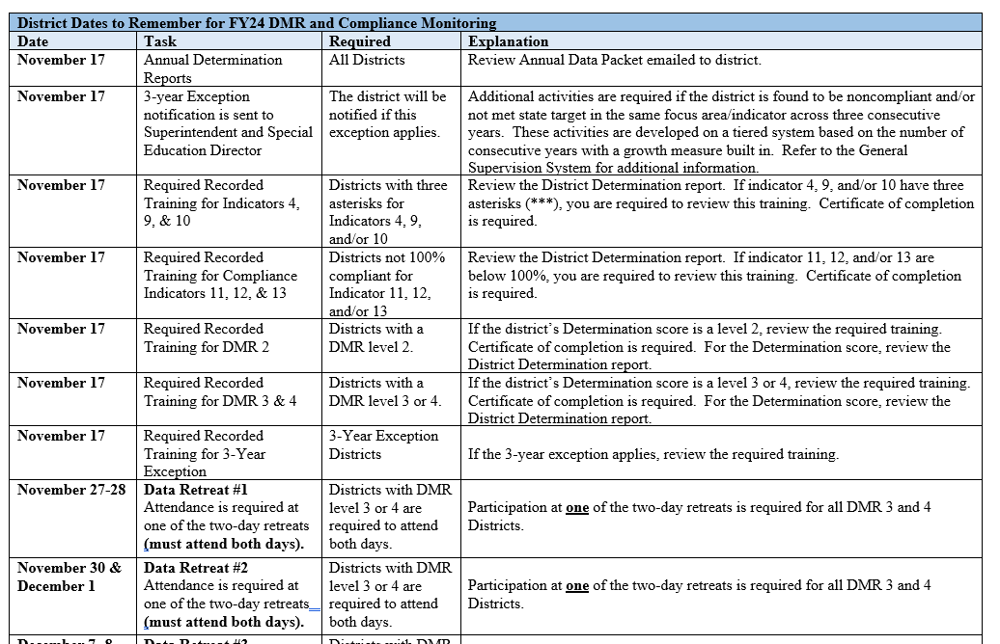 District Dates to Remember for FY24 DMR and Compliance Monitoring
Date Task Required Explanation
November 17 Annual Determination Reports All Districts Review Annual Data Packet emailed to district.
November 17
3-year Exception
notification is sent to
Superintendent and Special
Education Director
The district will be
notified if this
exception applies.
Additional activities are required if the district is found to be noncompliant and/or
not met state target in the same focus area/indicator across three consecutive
years. These activities are developed on a tiered system based on the number of
consecutive years with a growth measure built in. Refer to the General
Supervision System for additional information.
November 17
Required Recorded
Training for Indicators 4,
9, & 10
Districts with three
asterisks for
Indicators 4, 9,
and/or 10
Review the District Determination report. If indicator 4, 9, and/or 10 have three
asterisks (***), you are required to review this training. Certificate of completion
is required.
November 17
Required Recorded
Training for Compliance
Indicators 11, 12, & 13
Districts not 100%
compliant for
Indicator 11, 12,
and/or 13
Review the District Determination report. If indicator 11, 12, and/or 13 are
below 100%, you are required to review this training. Certificate of completion
is required.
November 17
Required Recorded
Training for DMR 2
Districts with a
DMR level 2.
If the district's Determination score is a level 2, review the required training.
Certificate of completion is required. For the Determination score, review the
District Determination report.
November 17
Required Recorded
Training for DMR 3 & 4
Districts with a
DMR level 3 or 4.
If the district's Determination score is a level 3 or 4, review the required training.
Certificate of completion is required. For the Determination score, review the
District Determination report.
November 17
Required Recorded
Training for 3-Year
Exception
3-Year Exception
Districts
If the 3-year exception applies, review the required training.
November 27-28
Data Retreat #1
Attendance is required at
one of the two-day retreats
(must attend both days).
Districts with DMR
level 3 or 4 are
required to attend
both days.
Participation at one of the two-day retreats is required for all DMR 3 and 4
Districts.
November 30 &
December 1
Data Retreat #2
Attendance is required at
one of the two-day retreats
(must attend both days).
Districts with DMR
level 3 or 4 are
required to attend
both days.
Participation at one of the two-day retreats is required for all DMR 3 and 4
Districts.
December 7-8
Data Retreat #3
Districts with DMR